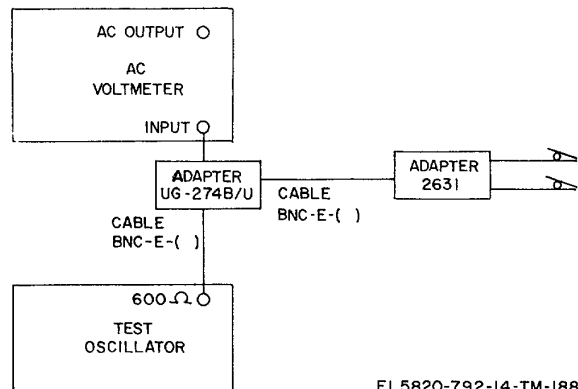 AC OUTPUT
AC
VOLTMETER
INPUT
ADAPTER
UG-274B/U
CABLE
BNC-E-( )
ADAPTER
2631
CABLE
BNC-E-( )
600Ω
TEST
OSCILLATOR
EL5820-792-14-TM-188